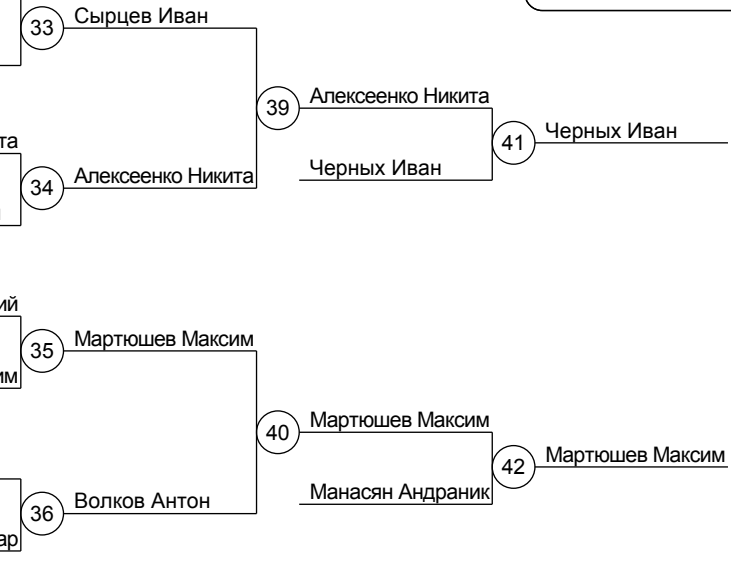 33 Сырцев Иван
39 Алексеенко Никита
41 Черных Иван
Черных Иван
34 Алексеенко Никита
35 Мартюшев Максим
40 Мартюшев Максим
42 Мартюшев Максим
Манасян Андраник
36 Волков Антон